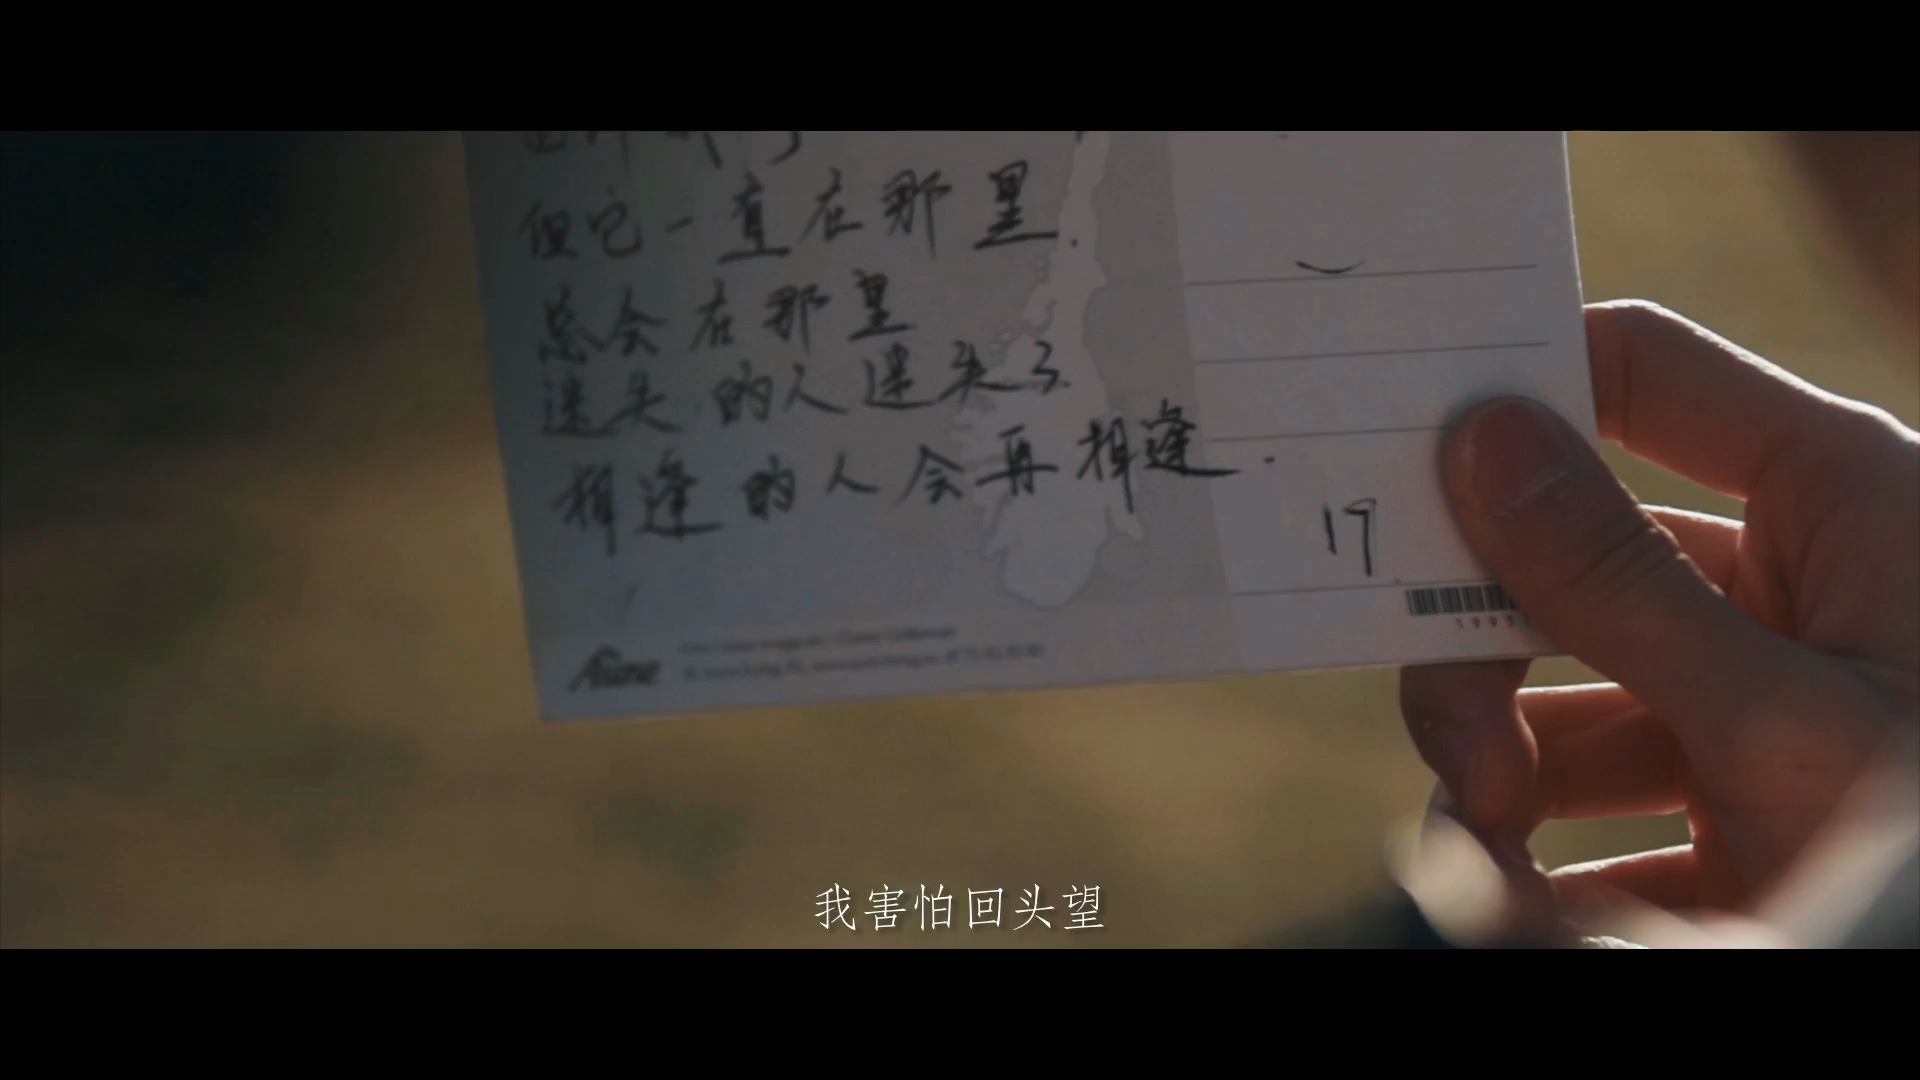 但它一直在那里.
总会在那里
迷失的人迷失了
相逢的人会再相逢.
17
1995
我害怕回头望